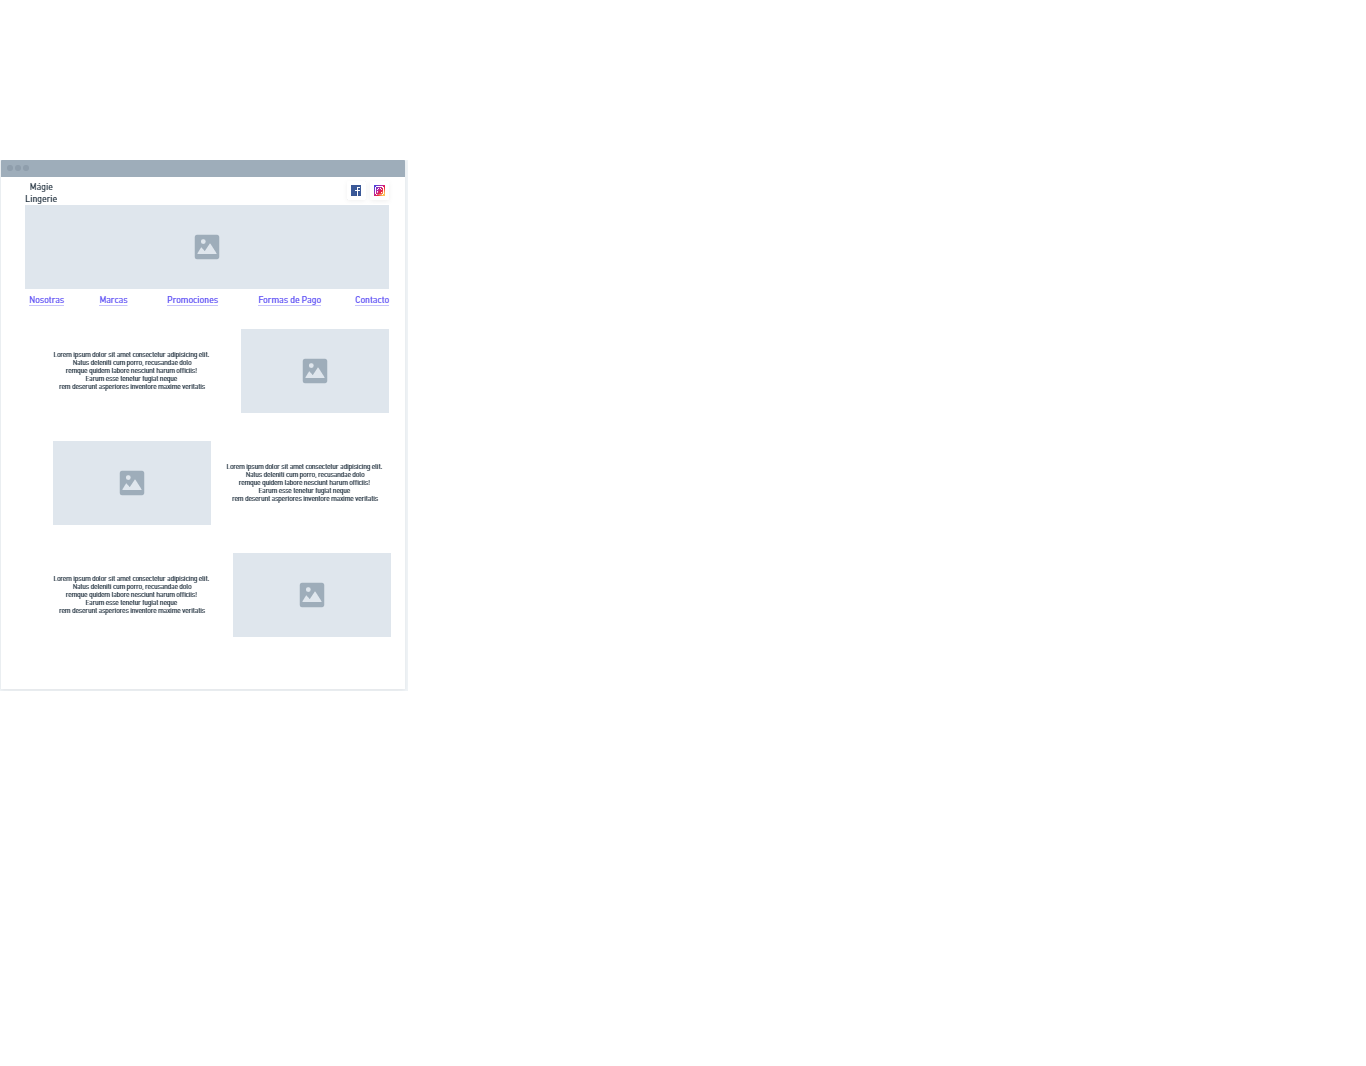 Mágie
Lingerie
Nosotras Marcas Promociones Formas de Pago Contacto
Lorem ipsum dolor sit amet consectetur adipisicing elit.
Natus deleniti cum porro, recusandae dolo
remque quidem labore nesciunt harum officiis!
Earum esse tenetur fugiat neque
rem deserunt asperiores inventore maxime veritatis
Lorem ipsum dolor sit amet consectetur adipisicing elit.
Natus deleniti cum porro, recusandae dolo
remque quidem labore nesciunt harum officiis!
Earum esse tenetur fugiat neque
rem deserunt asperiores inventore maxime veritatis
Lorem ipsum dolor sit amet consectetur adipisicing elit.
Natus deleniti cum porro, recusandae dolo
remque quidem labore nesciunt harum officiis!
Earum esse tenetur fugiat neque
rem deserunt asperiores inventore maxime veritatis